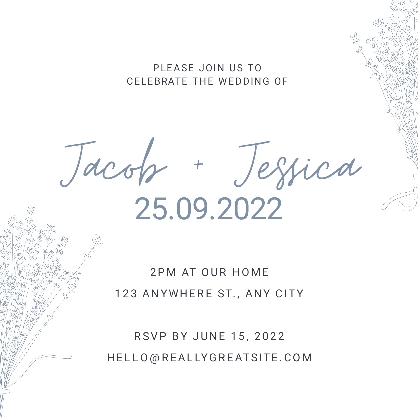 PLEASE JOIN US TO
CELEBRATE THE WEDDING OF
Jacob + Jessica
25.09.2022
2PM AT OUR HOME
123 ANYWHERE ST., ANY CITY
RSVP BY JUNE 15, 2022
HELLO@REALLYGREATSITE.COM